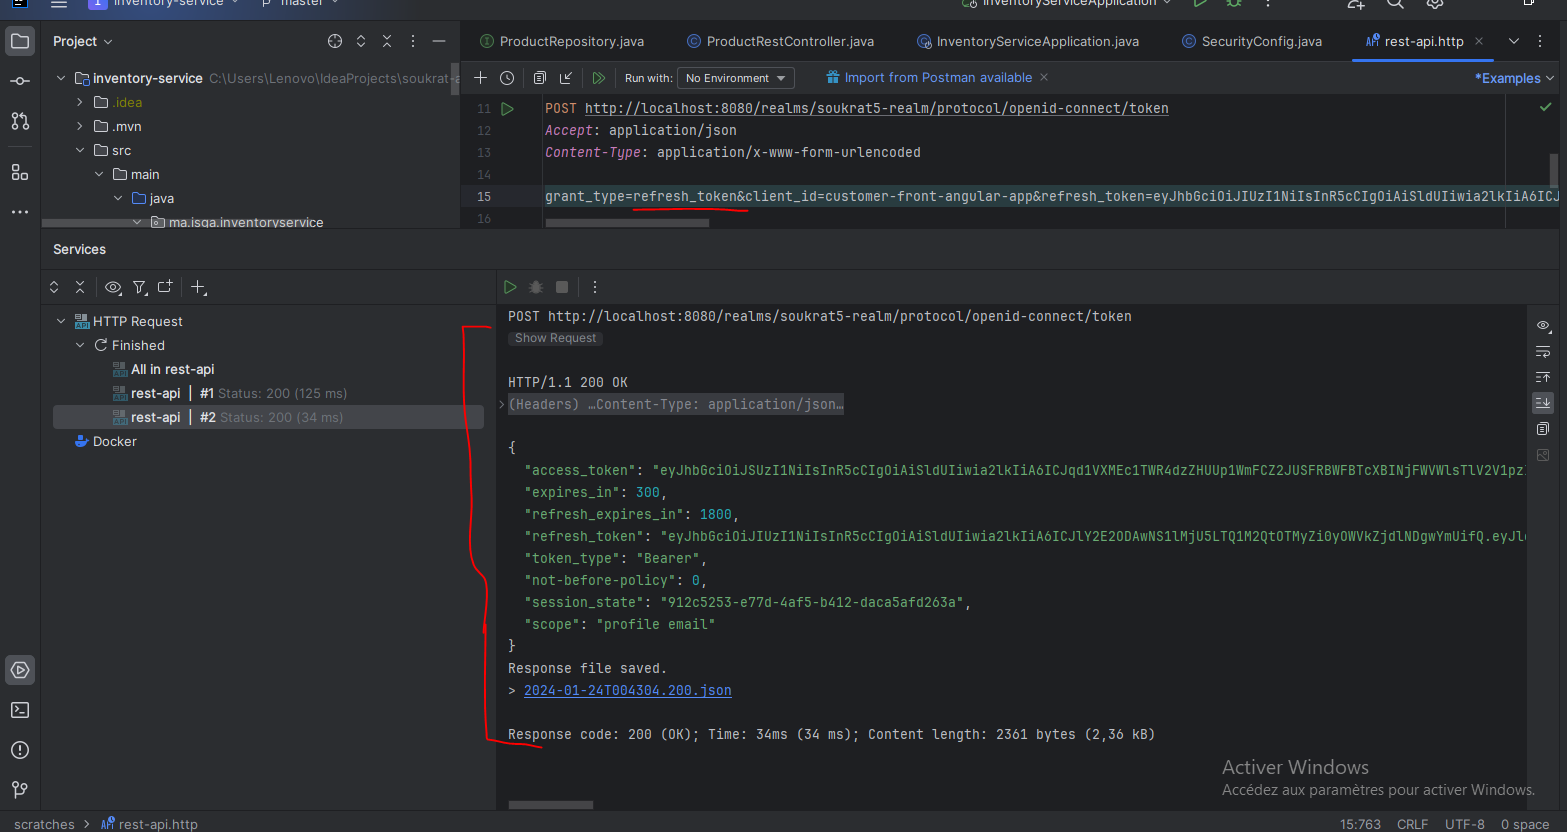 inventory-service
master
InventoryServiceApplication
Project
ProductRepository.java
ProductRestController.java
InventoryServiceApplication.java
SecurityConfig.java
rest-api.http
Run with:
No Environment
Import from Postman available
*Examples
inventory-service C:\Users\Lenovo\IdeaProjects\soukrat-a
.idea
.mvn
src
main
java
ma.isga.inventoryservice
11 POST http://localhost:8080/realms/soukrat5-realm/protocol/openid-connect/token
12 Accept: application/json
13 Content-Type: application/x-www-form-urlencoded
14
15 grant_type=refresh_token&client_id=customer-front-angular-app&refresh_token=eyJhbGciOiJIUzI1NiIsInR5cCIgOiAiSldUIiwia2lkIiA6ICJ
16
Services
HTTP Request
Finished
All in rest-api
rest-api | #1 Status: 200 (125 ms)
rest-api | #2 Status: 200 (34 ms)
Docker
POST http://localhost:8080/realms/soukrat5-realm/protocol/openid-connect/token
Show Request
HTTP/1.1 200 OK
(Headers) …Content-Type: application/json…
{
"access_token": "eyJhbGciOiJSUzI1NiIsInR5cCIgOiAiSldUIiwia2lkIiA6ICJqd1VXMEc1TWR4dzZHUUp1WmFCZ2JUSFRBWFBTcXBINjFWVWlsTlV2V1pz
"expires_in": 300,
"refresh_expires_in": 1800,
"refresh_token": "eyJhbGciOiJIUzI1NiIsInR5cCIgOiAiSldUIiwia2lkIiA6ICJlY2E2ODAwNS1lMjU5LTQ1M2QtOTMyZi0yOWVkZjdlNDgwYmUifQ.eyJl
"token_type": "Bearer",
"not-before-policy": 0,
"session_state": "912c5253-e77d-4af5-b412-daca5afd263a",
"scope": "profile email"
}
Response file saved.
> 2024-01-24T004304.200.json
Response code: 200 (OK); Time: 34ms (34 ms); Content length: 2361 bytes (2,36 kB)
Activer Windows
Accédez aux paramètres pour activer Windows.
scratches
rest-api.http
15:763
CRLF
UTF-8
0 space